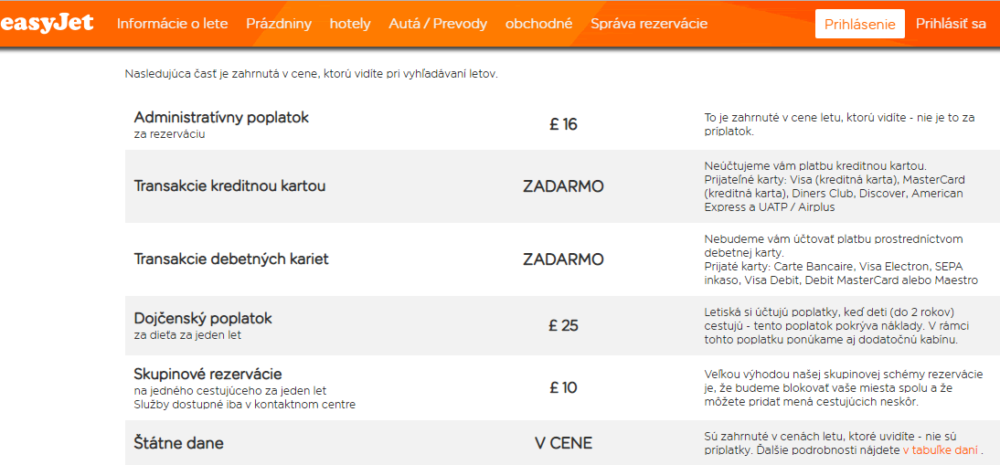 easyJet Informácie o lete Prázdniny hotely Autá / Prevody obchodné Správa rezervácie Prihlásenie Prihlásiť sa
Nasledujúca časť je zahrnutá v cene, ktorú vidíte pri vyhľadávaní letov.
Administratívny poplatok
za rezerváciu
£ 16
To je zahrnuté v cene letu, ktorú vidíte - nie je to za
príplatok.
Transakcie kreditnou kartou
ZADARMO
Neúčtujeme vám platbu kreditnou kartou.
Prijateľné karty: Visa (kreditná karta), MasterCard
(kreditná karta), Diners Club, Discover, American
Express a UATP / Airplus
Transakcie debetných kariet
ZADARMO
Nebudeme vám účtovať platbu prostredníctvom
debetnej karty.
Prijaté karty: Carte Bancaire, Visa Electron, SEPA
inkaso, Visa Debit, Debit MasterCard alebo Maestro
Dojčenský poplatok
za dieťa za jeden let
£ 25
Letiská si účtujú poplatky, keď deti (do 2 rokov)
cestujú - tento poplatok pokrýva náklady. V rámci
tohto poplatku ponúkame aj dodatočnú kabínu.
Skupinové rezervácie
na jedného cestujúceho za jeden let
Služby dostupné iba v kontaktnom centre
£ 10
Veľkou výhodou našej skupinovej schémy rezervácie
je, že budeme blokovať vaše miesta spolu a že
môžete pridať mená cestujúcich neskôr.
Štátne dane
V CENE
Sú zahrnuté v cenách letu, ktoré uvidíte - nie sú
príplatky. Ďalšie podrobnosti nájdete v tabuľke daní .